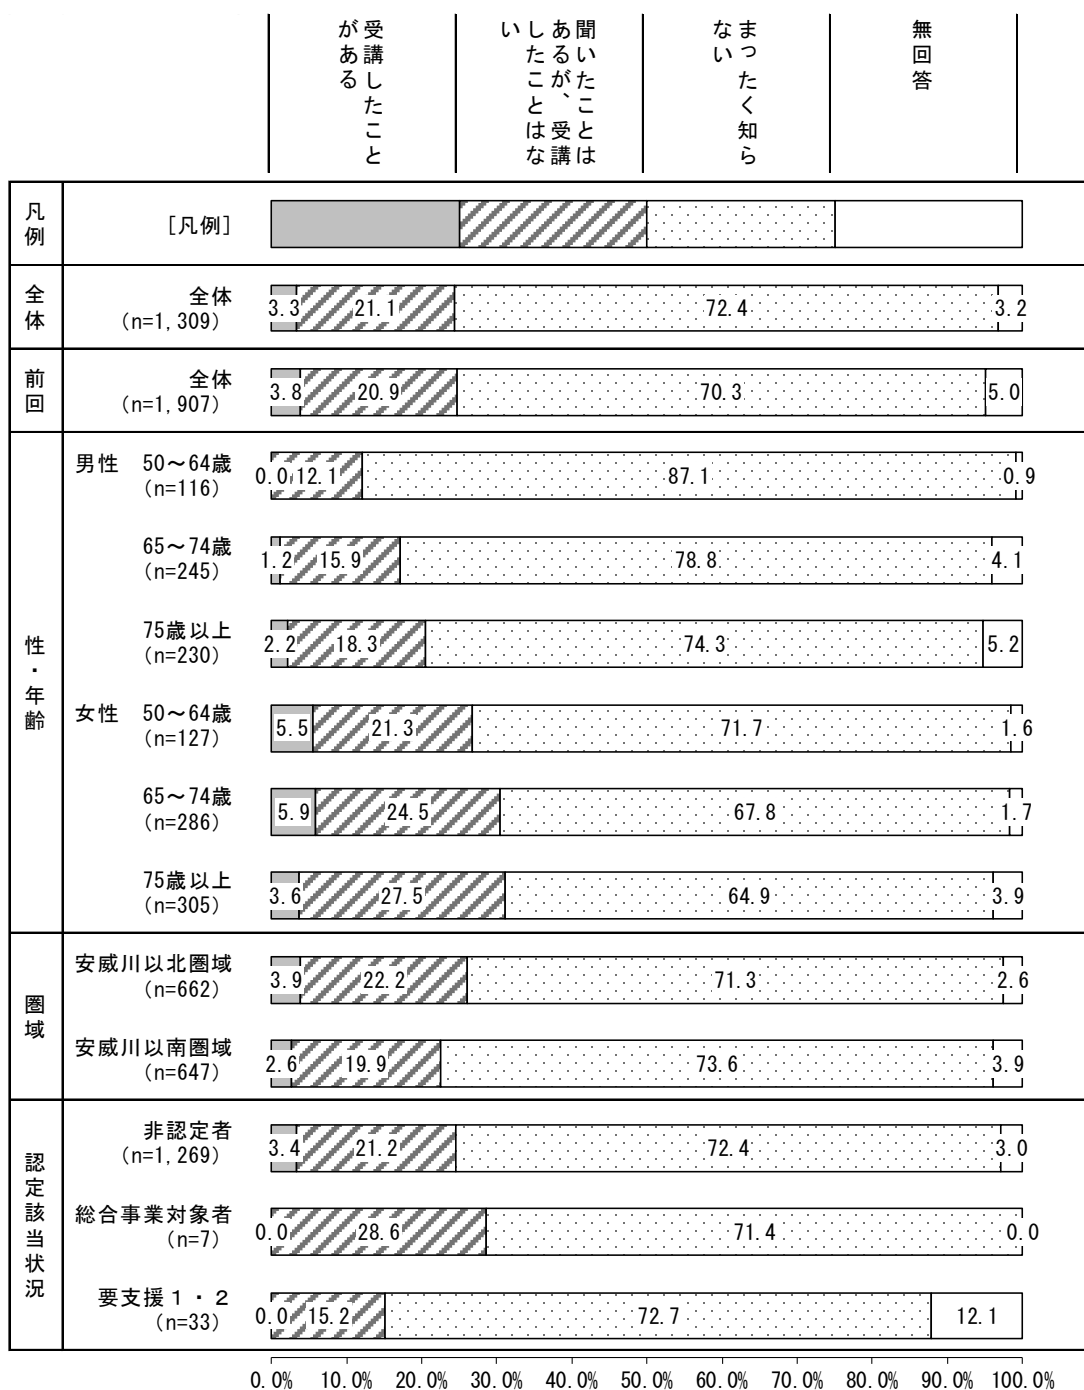 受講したこと
がある
聞いたことは
あるが、受講
したことはな
い
まったく知ら
ない
無回答
凡例
[凡例]
全体
全体
(n=1,309)
3.3 21.1 72.4 3.2
前回
全体
(n=1,907)
3.8 20.9 70.3 5.0
性・年齢
男性 50～64歳
(n=116)
0.0 12.1 87.1 0.9
65～74歳
(n=245)
1.2 15.9 78.8 4.1
75歳以上
(n=230)
2.2 18.3 74.3 5.2
女性 50～64歳
(n=127)
5.5 21.3 71.7 1.6
65～74歳
(n=286)
5.9 24.5 67.8 1.7
75歳以上
(n=305)
3.6 27.5 64.9 3.9
圏域
安威川以北圏域
(n=662)
3.9 22.2 71.3 2.6
安威川以南圏域
(n=647)
2.6 19.9 73.6 3.9
認定該当状況
非認定者
(n=1,269)
3.4 21.2 72.4 3.0
総合事業対象者
(n=7)
0.0 28.6 71.4 0.0
要支援１・２
(n=33)
0.0 15.2 72.7 12.1
0.0% 10.0% 20.0% 30.0% 40.0% 50.0% 60.0% 70.0% 80.0% 90.0% 100.0%